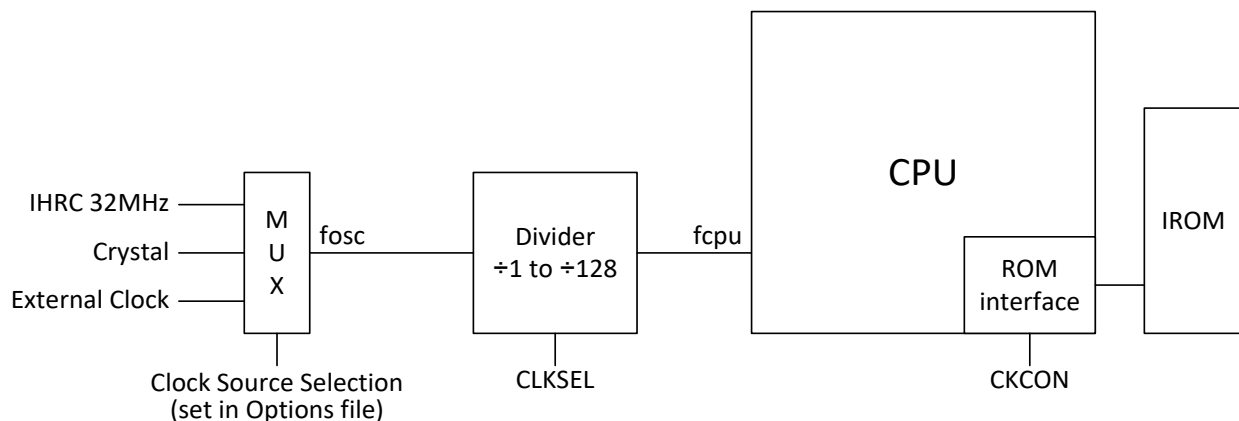 IHRC 32MHz
Crystal
External Clock
M
U
X
fosc
Clock Source Selection
(set in Options file)
Divider
÷1 to ÷128
CLKSEL
fcpu
CPU
ROM
interface
CKCON
IROM